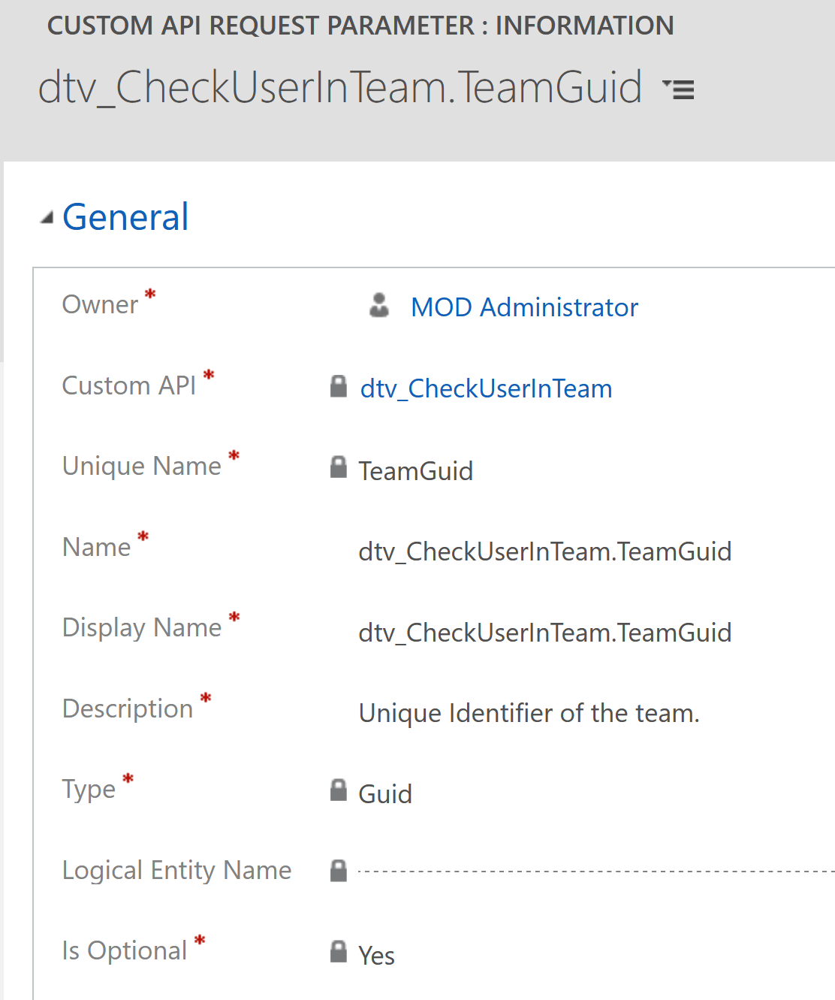 CUSTOM API REQUEST PARAMETER : INFORMATION
dtv_CheckUserInTeam.TeamGuid
General
Owner * MOD Administrator
Custom API * dtv_CheckUserInTeam
Unique Name * TeamGuid
Name * dtv_CheckUserInTeam.TeamGuid
Display Name * dtv_CheckUserInTeam.TeamGuid
Description * Unique Identifier of the team.
Type * Guid
Logical Entity Name
Is Optional * Yes